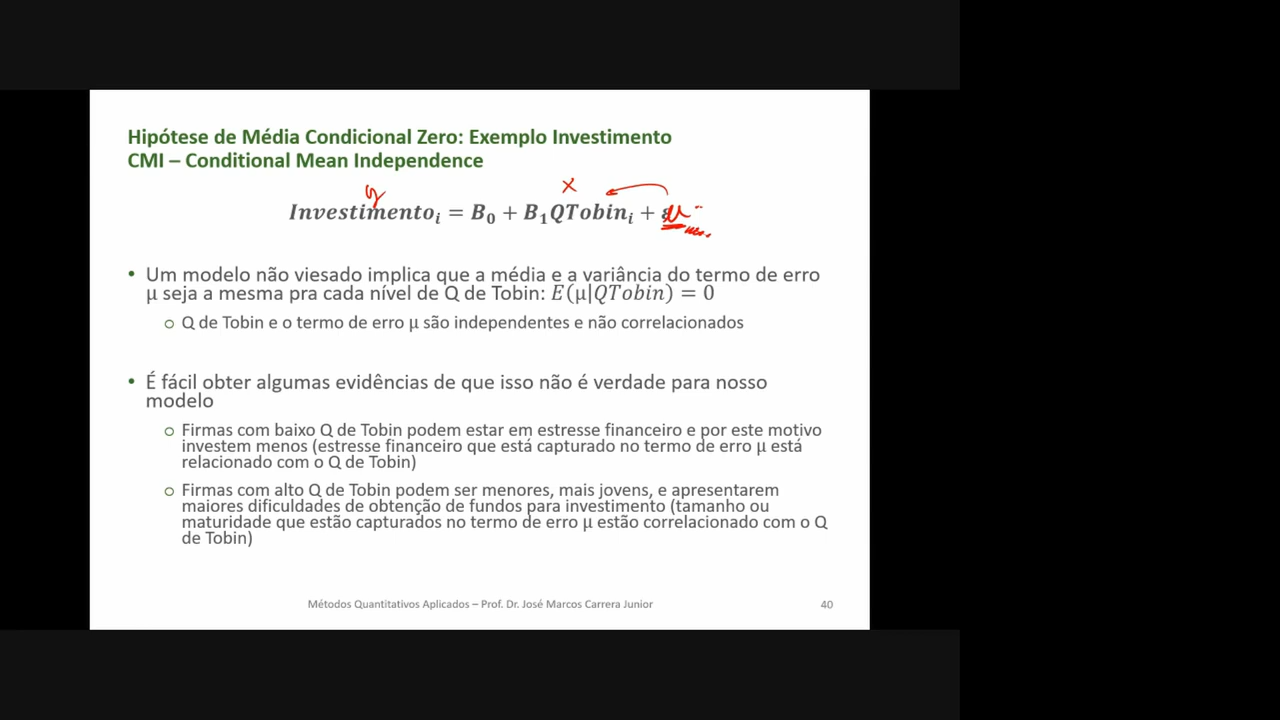 Hipótese de Média Condicional Zero: Exemplo Investimento
CMI – Conditional Mean Independence
y x
Investimentoᵢ = B₀ + B₁QTobinᵢ + μ
• Um modelo não viesado implica que a média e a variância do termo de erro
μ seja a mesma pra cada nível de Q de Tobin: E(μ|QTobin) = 0
○ Q de Tobin e o termo de erro μ são independentes e não correlacionados
• É fácil obter algumas evidências de que isso não é verdade para nosso
modelo
○ Firmas com baixo Q de Tobin podem estar em estresse financeiro e por este motivo
investem menos (estresse financeiro que está capturado no termo de erro μ está
relacionado com o Q de Tobin)
○ Firmas com alto Q de Tobin podem ser menores, mais jovens, e apresentarem
maiores dificuldades de obtenção de fundos para investimento (tamanho ou
maturidade que estão capturados no termo de erro μ estão correlacionado com o Q
de Tobin)
Métodos Quantitativos Aplicados – Prof. Dr. José Marcos Carrera Junior
40